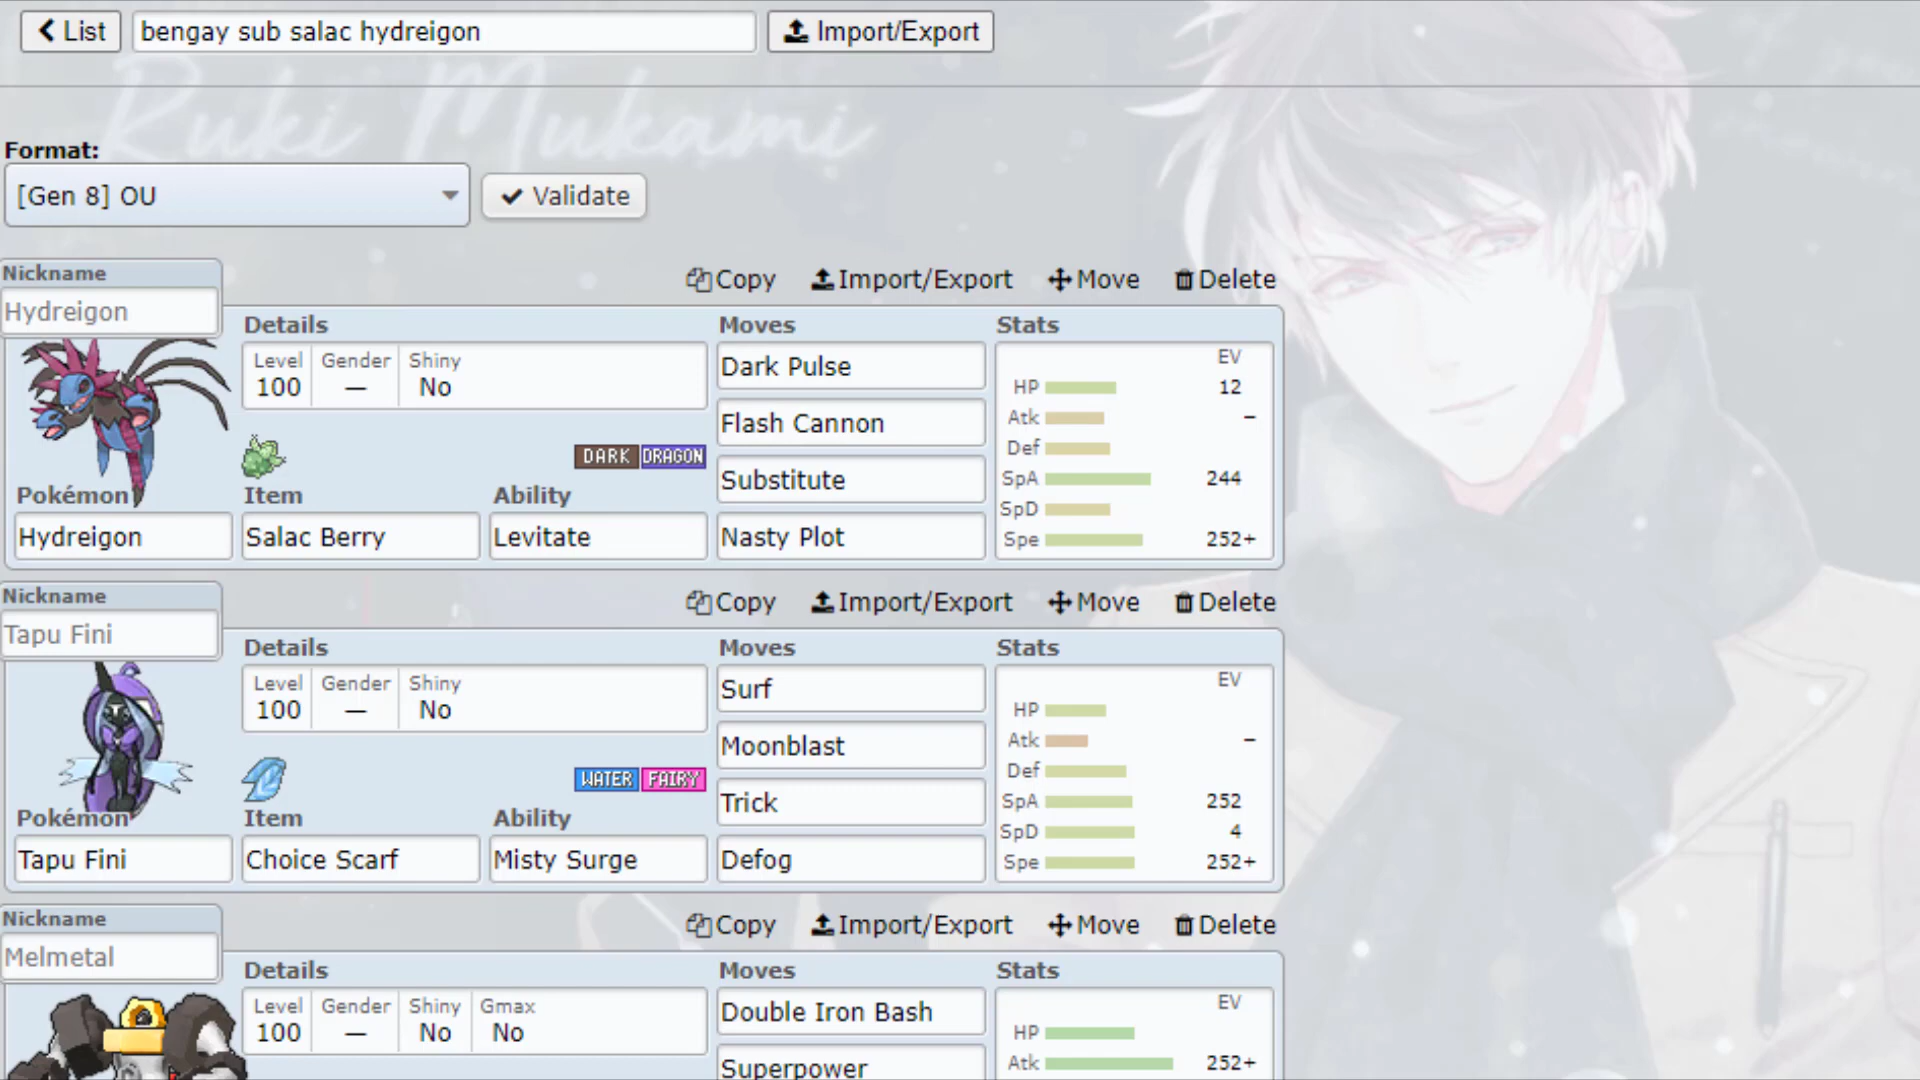 List
bengay sub salac hydreigon
Import/Export
Ruki Mukami
Format:
[Gen 8] OU
Validate
Nickname
Hydreigon
Copy Import/Export Move Delete
Details
Level Gender Shiny
100 — No
DARK DRAGON
Pokémon Item Ability
Hydreigon Salac Berry Levitate
Moves
Dark Pulse
Flash Cannon
Substitute
Nasty Plot
Stats
EV
HP 12
Atk –
Def
SpA 244
SpD
Spe 252+
Nickname
Tapu Fini
Copy Import/Export Move Delete
Details
Level Gender Shiny
100 — No
WATER FAIRY
Pokémon Item Ability
Tapu Fini Choice Scarf Misty Surge
Moves
Surf
Moonblast
Trick
Defog
Stats
EV
HP
Atk –
Def
SpA 252
SpD 4
Spe 252+
Nickname
Melmetal
Copy Import/Export Move Delete
Details
Level Gender Shiny Gmax
100 — No No
Moves
Double Iron Bash
Superpower
Stats
EV
HP
Atk 252+